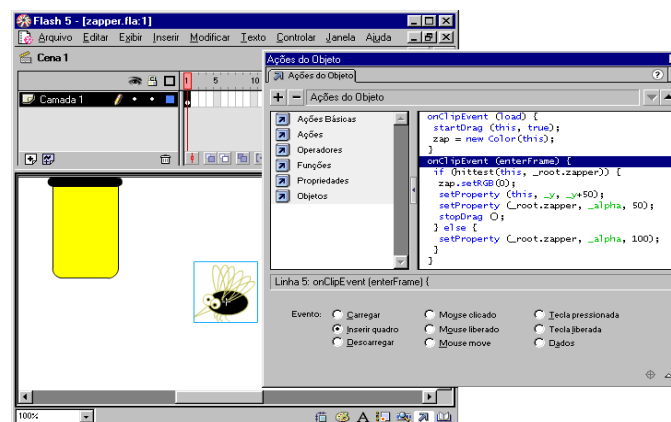 Flash 5 - [zapper.fla:1]
Arquivo Editar Exibir Inserir Modificar Texto Controlar Janela Ajuda
Cena 1
1 5 10
Camada 1
100%
Ações do Objeto
Ações do Objeto
?
+ − Ações do Objeto
Ações Básicas
Ações
Operadores
Funções
Propriedades
Objetos
onClipEvent (load) {
startDrag (this, true);
zap = new Color(this);
}
onClipEvent (enterFrame) {
if (hittest(this, _root.zapper)) {
zap.setRGB(0);
setProperty (this, _y, _y+50);
setProperty (_root.zapper, _alpha, 50);
stopDrag ();
} else {
setProperty (_root.zapper, _alpha, 100);
}
}
Linha 5: onClipEvent (enterFrame) {
Evento: Carregar Mouse clicado Tecla pressionada
Inserir quadro Mouse liberado Tecla liberada
Descarregar Mouse move Dados